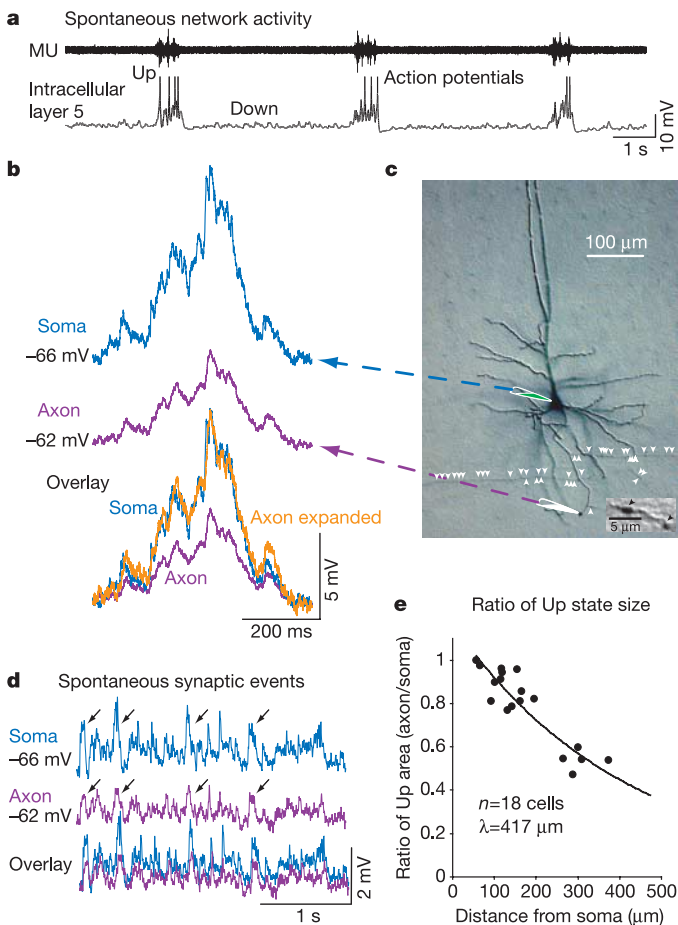 a Spontaneous network activity
MU
Up
Action potentials
Intracellular
layer 5
Down
10 mV
1 s
b
c
100 µm
Soma
–66 mV
Axon
–62 mV
Overlay
Soma
Axon expanded
Axon
5 mV
200 ms
5 µm
d Spontaneous synaptic events
Soma
–66 mV
Axon
–62 mV
Overlay
2 mV
1 s
e Ratio of Up state size
Ratio of Up area (axon/soma)
1
0.8
0.6
0.4
0.2
0
n=18 cells
λ=417 µm
0 100 200 300 400 500
Distance from soma (µm)